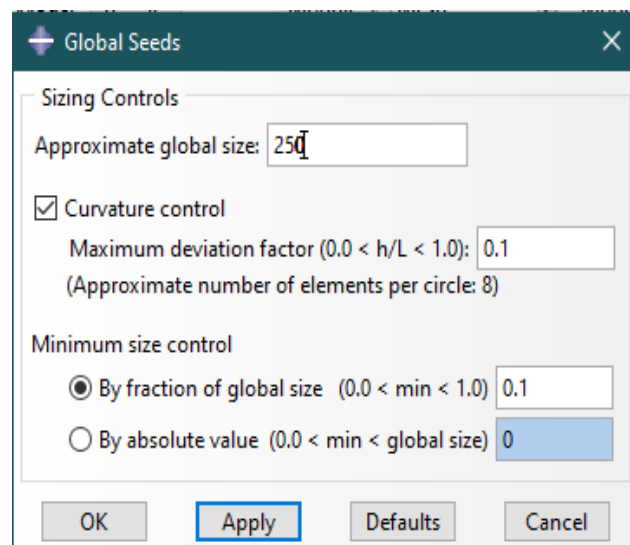 Global Seeds
Sizing Controls
Approximate global size: 250
Curvature control
Maximum deviation factor (0.0 < h/L < 1.0): 0.1
(Approximate number of elements per circle: 8)
Minimum size control
By fraction of global size (0.0 < min < 1.0) 0.1
By absolute value (0.0 < min < global size) 0
OK Apply Defaults Cancel